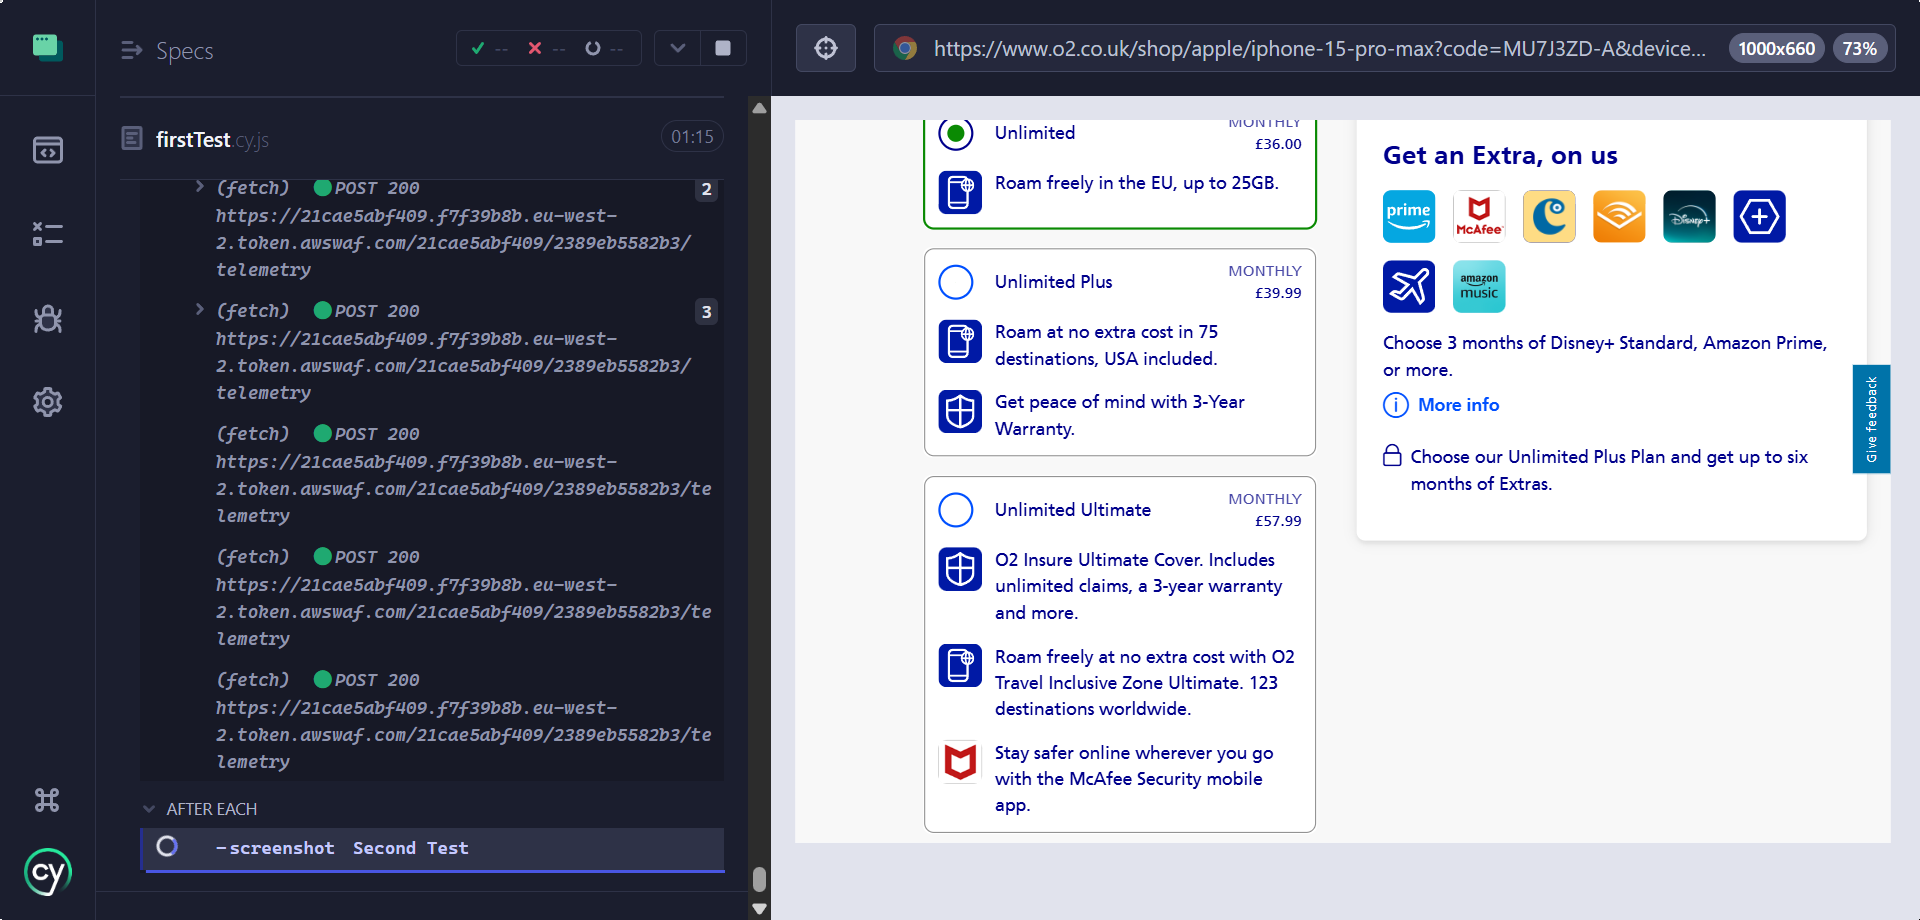 Specs
-- -- --
firstTest.cy.js
01:15
(fetch) POST 200
2
https://21cae5abf409.f7f39b8b.eu-west-
2.token.awswaf.com/21cae5abf409/2389eb5582b3/
telemetry
(fetch) POST 200
3
https://21cae5abf409.f7f39b8b.eu-west-
2.token.awswaf.com/21cae5abf409/2389eb5582b3/
telemetry
(fetch) POST 200
https://21cae5abf409.f7f39b8b.eu-west-
2.token.awswaf.com/21cae5abf409/2389eb5582b3/te
lemetry
(fetch) POST 200
https://21cae5abf409.f7f39b8b.eu-west-
2.token.awswaf.com/21cae5abf409/2389eb5582b3/te
lemetry
(fetch) POST 200
https://21cae5abf409.f7f39b8b.eu-west-
2.token.awswaf.com/21cae5abf409/2389eb5582b3/te
lemetry
AFTER EACH
-screenshot Second Test
cy
https://www.o2.co.uk/shop/apple/iphone-15-pro-max?code=MU7J3ZD-A&device...
1000x660
73%
Unlimited
MONTHLY
£36.00
Roam freely in the EU, up to 25GB.
Unlimited Plus
MONTHLY
£39.99
Roam at no extra cost in 75
destinations, USA included.
Get peace of mind with 3-Year
Warranty.
Unlimited Ultimate
MONTHLY
£57.99
O2 Insure Ultimate Cover. Includes
unlimited claims, a 3-year warranty
and more.
Roam freely at no extra cost with O2
Travel Inclusive Zone Ultimate. 123
destinations worldwide.
Stay safer online wherever you go
with the McAfee Security mobile
app.
Get an Extra, on us
prime
McAfee
Disney+
amazon
music
Choose 3 months of Disney+ Standard, Amazon Prime,
or more.
More info
Choose our Unlimited Plus Plan and get up to six
months of Extras.
Give feedback